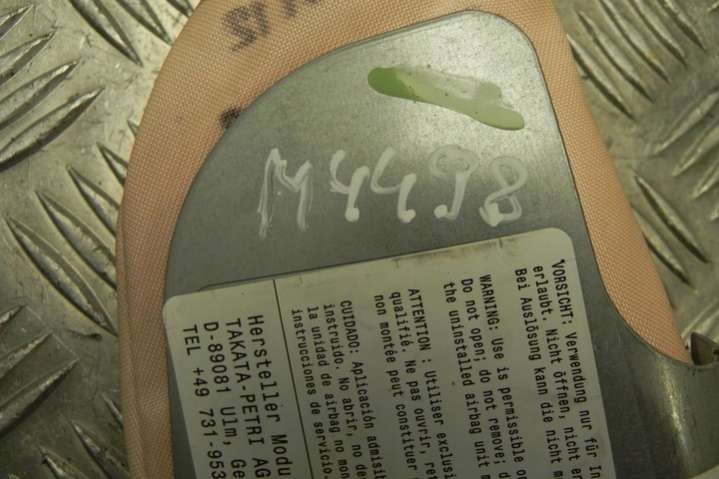 M4498
VORSICHT: Verwendung nur für In
erlaubt. Nicht öffnen, nicht er
Bei Auslösung kann die nicht m
WARNING: Use is permissible o
Do not open; do not remove; d
the uninstalled airbag unit m
ATTENTION : Utiliser exclusi
qualifié. Ne pas ouvrir, ret
non montée peut constituer
CUIDADO: Aplicación admisib
instruido. No abrir, no de
la unidad de airbag no mon
instrucciones de servicio.
Hersteller Modu
TAKATA-PETRI AG
D-89081 Ulm, Ge
TEL +49 731-953